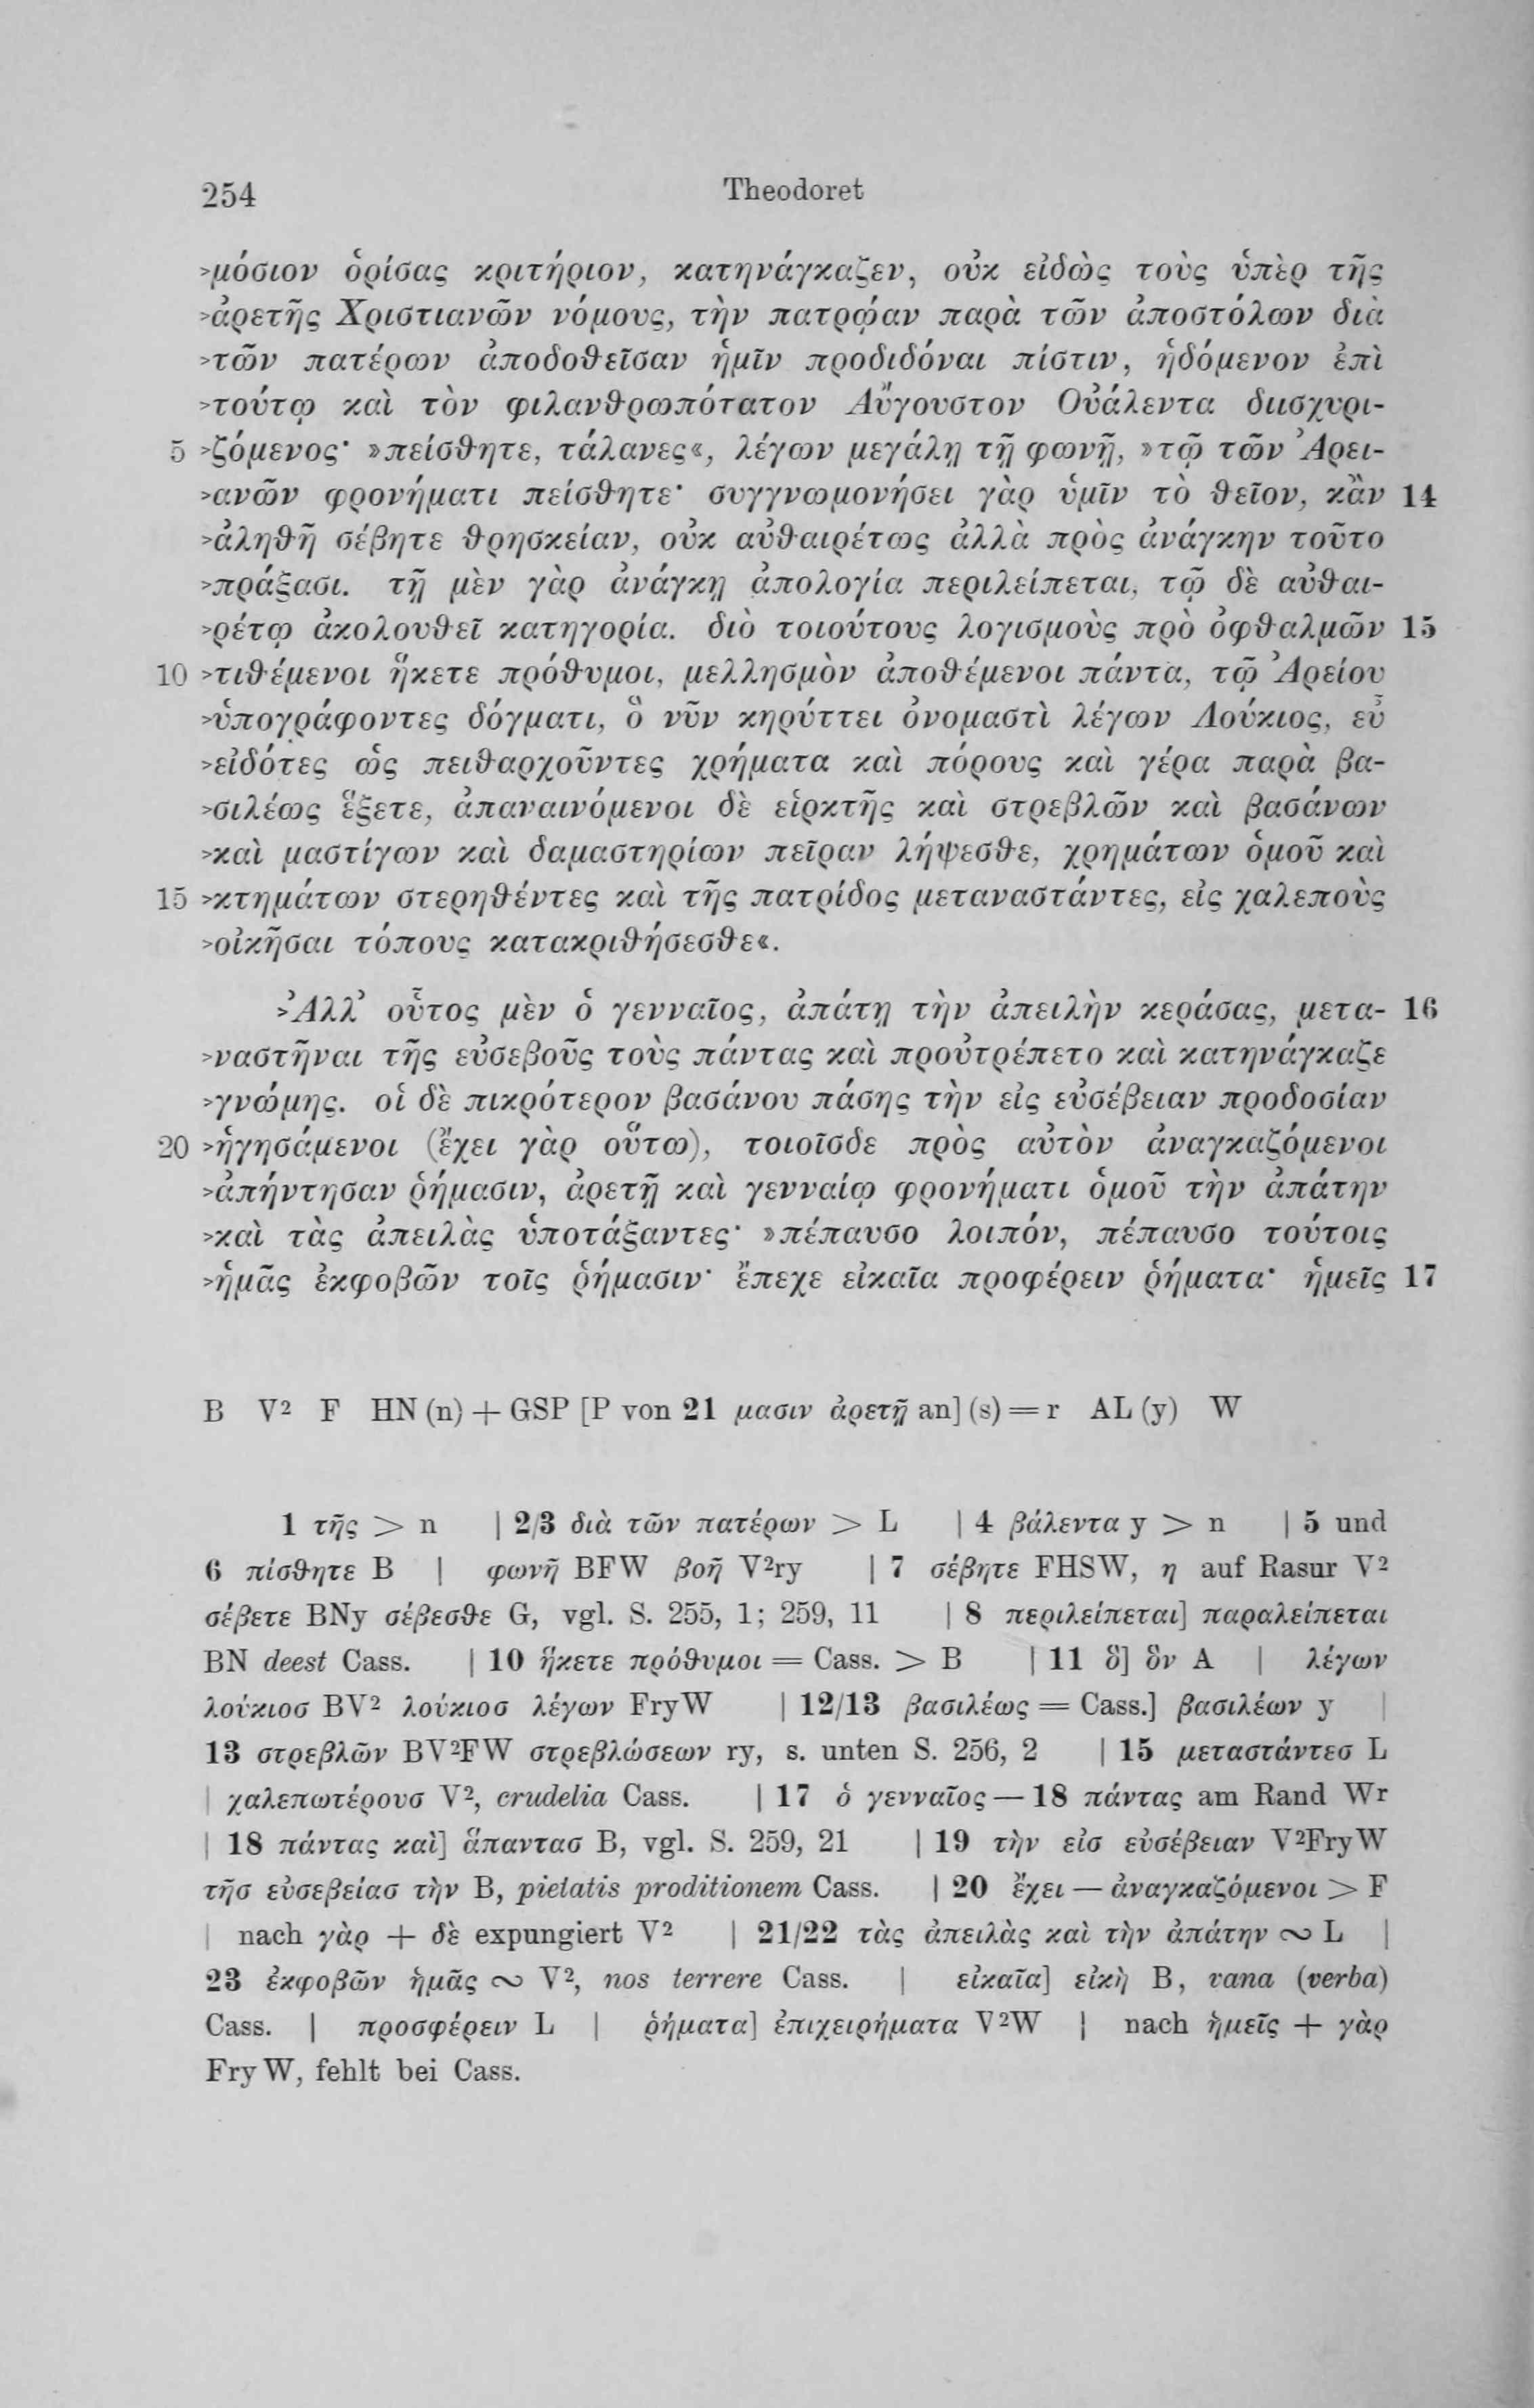 254
Theodoret
>μόσιον ὁρίσας κριτήριον, κατηνάγκαζεν, οὐκ εἰδὼς τοὺς ὑπὲρ τῆς
>ἀρετῆς Χριστιανῶν νόμους, τὴν πατρῴαν παρὰ τῶν ἀποστόλων διὰ
>τῶν πατέρων ἀποδοθεῖσαν ἡμῖν προδιδόναι πίστιν, ἡδόμενον ἐπὶ
>τούτῳ καὶ τὸν φιλανθρωπότατον Αὔγουστον Οὐάλεντα διισχυρι-
5 >ζόμενος· »πείσθητε, τάλανες«, λέγων μεγάλῃ τῇ φωνῇ, »τῷ τῶν Ἀρει-
>ανῶν φρονήματι πείσθητε· συγγνωμονήσει γὰρ ὑμῖν τὸ θεῖον, κἂν 14
>ἀληθῆ σέβητε θρησκείαν, οὐκ αὐθαιρέτως ἀλλὰ πρὸς ἀνάγκην τοῦτο
>πράξασι. τῇ μὲν γὰρ ἀνάγκῃ ἀπολογία περιλείπεται, τῷ δὲ αὐθαι-
>ρέτῳ ἀκολουθεῖ κατηγορία. διὸ τοιούτους λογισμοὺς πρὸ ὀφθαλμῶν 15
10 >τιθέμενοι ἥκετε πρόθυμοι, μελλησμὸν ἀποθέμενοι πάντα, τῷ Ἀρείου
>ὑπογράφοντες δόγματι, ὃ νῦν κηρύττει ὀνομαστὶ λέγων Λούκιος, εὖ
>εἰδότες ὡς πειθαρχοῦντες χρήματα καὶ πόρους καὶ γέρα παρὰ βα-
>σιλέως ἕξετε, ἀπαναινόμενοι δὲ εἱρκτῆς καὶ στρεβλῶν καὶ βασάνων
>καὶ μαστίγων καὶ δαμαστηρίων πεῖραν λήψεσθε, χρημάτων ὁμοῦ καὶ
15 >κτημάτων στερηθέντες καὶ τῆς πατρίδος μεταναστάντες, εἰς χαλεποὺς
>οἰκῆσαι τόπους κατακριθήσεσθε«.
>Ἀλλ᾽ οὗτος μὲν ὁ γενναῖος, ἀπάτῃ τὴν ἀπειλὴν κεράσας, μετα- 16
>ναστῆναι τῆς εὐσεβοῦς τοὺς πάντας καὶ προὐτρέπετο καὶ κατηνάγκαζε
>γνώμης. οἱ δὲ πικρότερον βασάνου πάσης τὴν εἰς εὐσέβειαν προδοσίαν
20 >ἡγησάμενοι (ἔχει γὰρ οὕτω), τοιοῖσδε πρὸς αὐτὸν ἀναγκαζόμενοι
>ἀπήντησαν ῥήμασιν, ἀρετῇ καὶ γενναίῳ φρονήματι ὁμοῦ τὴν ἀπάτην
>καὶ τὰς ἀπειλὰς ὑποτάξαντες· »πέπαυσο λοιπόν, πέπαυσο τούτοις
>ἡμᾶς ἐκφοβῶν τοῖς ῥήμασιν· ἔπεχε εἰκαῖα προφέρειν ῥήματα· ἡμεῖς 17
B V² F HN (n) + GSP [P von 21 μασιν ἀρετῇ an] (s) = r AL (y) W
1 τῆς > n | 2/3 διὰ τῶν πατέρων > L | 4 βάλεντα y > n | 5 und
6 πίσθητε B | φωνῆ BFW βοῆ V²ry | 7 σέβητε FHSW, η auf Rasur V²
σέβετε BNy σέβεσθε G, vgl. S. 255, 1; 259, 11 | 8 περιλείπεται] παραλείπεται
BN deest Cass. | 10 ἥκετε πρόθυμοι = Cass. > B | 11 ὃ] ὃν A | λέγων
λούκιοσ BV² λούκιοσ λέγων FryW | 12/13 βασιλέως = Cass.] βασιλέων y |
13 στρεβλῶν BV²FW στρεβλώσεων ry, s. unten S. 256, 2 | 15 μεταστάντεσ L
| χαλεπωτέρουσ V², crudelia Cass. | 17 ὁ γενναῖος — 18 πάντας am Rand Wr
| 18 πάντας καὶ] ἅπαντασ B, vgl. S. 259, 21 | 19 τὴν εἰσ εὐσέβειαν V²FryW
τῆσ εὐσεβείασ τὴν B, pietatis proditionem Cass. | 20 ἔχει — ἀναγκαζόμενοι > F
| nach γὰρ + δὲ expungiert V² | 21/22 τὰς ἀπειλὰς καὶ τὴν ἀπάτην ∾ L |
23 ἐκφοβῶν ἡμᾶς ∾ V², nos terrere Cass. | εἰκαῖα] εἰκὴ B, vana (verba)
Cass. | προσφέρειν L | ῥήματα] ἐπιχειρήματα V²W | nach ἡμεῖς + γὰρ
FryW, fehlt bei Cass.